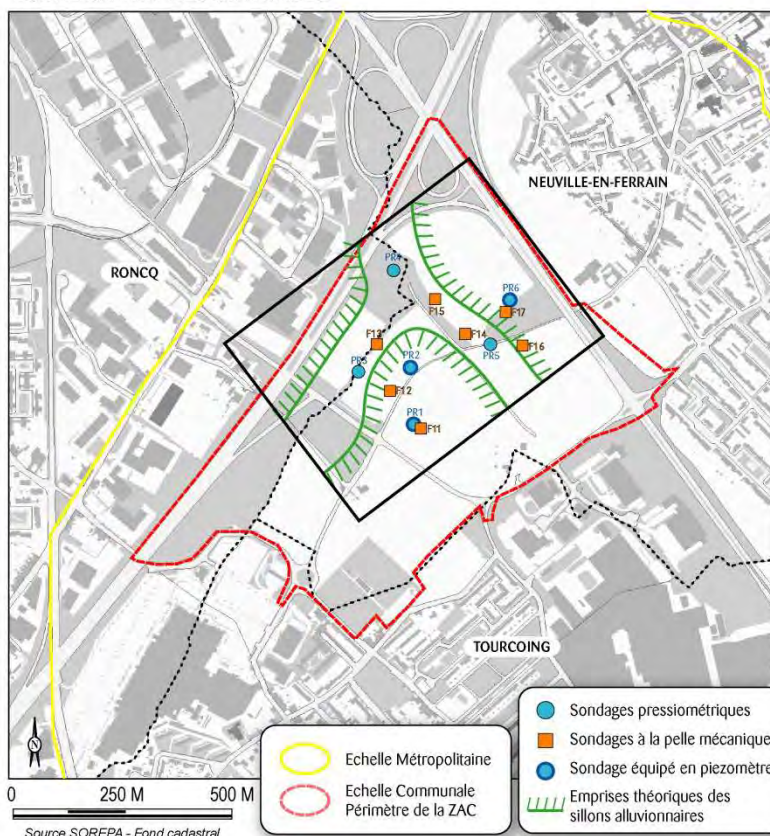 NEUVILLE-EN-FERRAIN
RONCQ
PR4
PR6
F15
F17
F13
F14
PR5
F16
PR3
PR2
F12
PR1
F11
TOURCOING
N
0 250 M 500 M
Source SOREPA - Fond cadastral
Echelle Métropolitaine
Echelle Communale
Périmètre de la ZAC
Sondages pressiométriques
Sondages à la pelle mécanique
Sondage équipé en piezomètre
Emprises théoriques des
sillons alluvionnaires